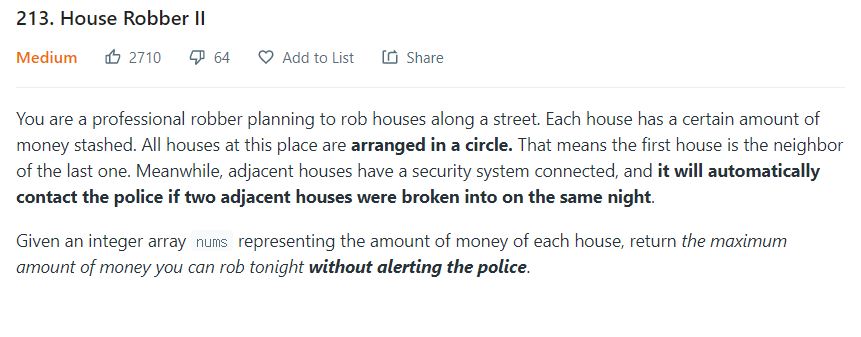 213. House Robber II
Medium 2710 64 Add to List Share
You are a professional robber planning to rob houses along a street. Each house has a certain amount of
money stashed. All houses at this place are arranged in a circle. That means the first house is the neighbor
of the last one. Meanwhile, adjacent houses have a security system connected, and it will automatically
contact the police if two adjacent houses were broken into on the same night.
Given an integer array nums representing the amount of money of each house, return the maximum
amount of money you can rob tonight without alerting the police.